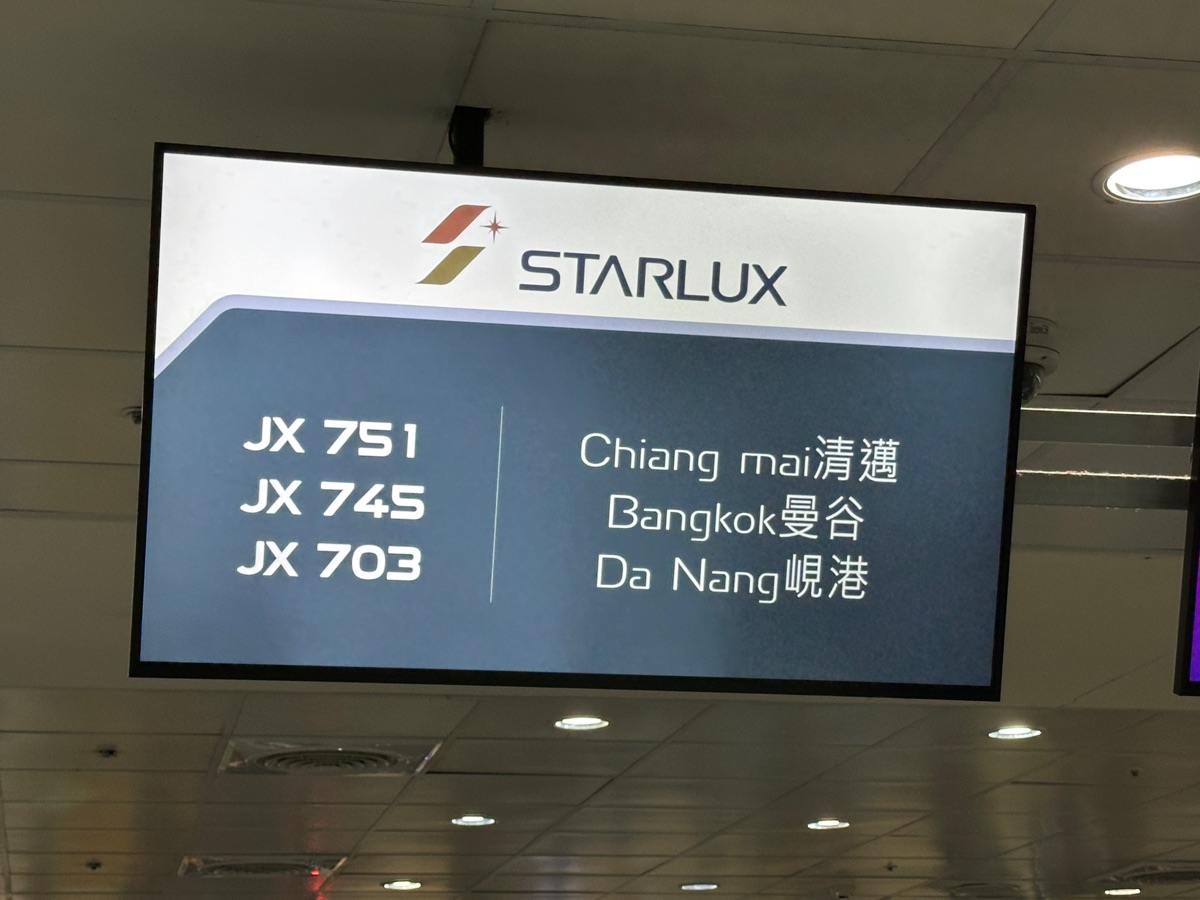 STARLUX
JX 751
Chiang mai清邁
JX 745
Bangkok曼谷
JX 703
Da Nang峴港